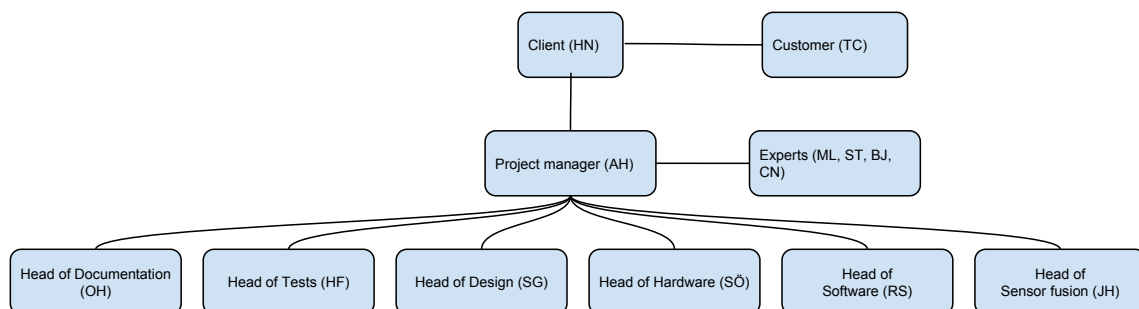 Client (HN)
Customer (TC)
Project manager (AH)
Experts (ML, ST, BJ,
CN)
Head of Documentation
(OH)
Head of Tests (HF)
Head of Design (SG)
Head of Hardware (SÖ)
Head of
Software (RS)
Head of
Sensor fusion (JH)